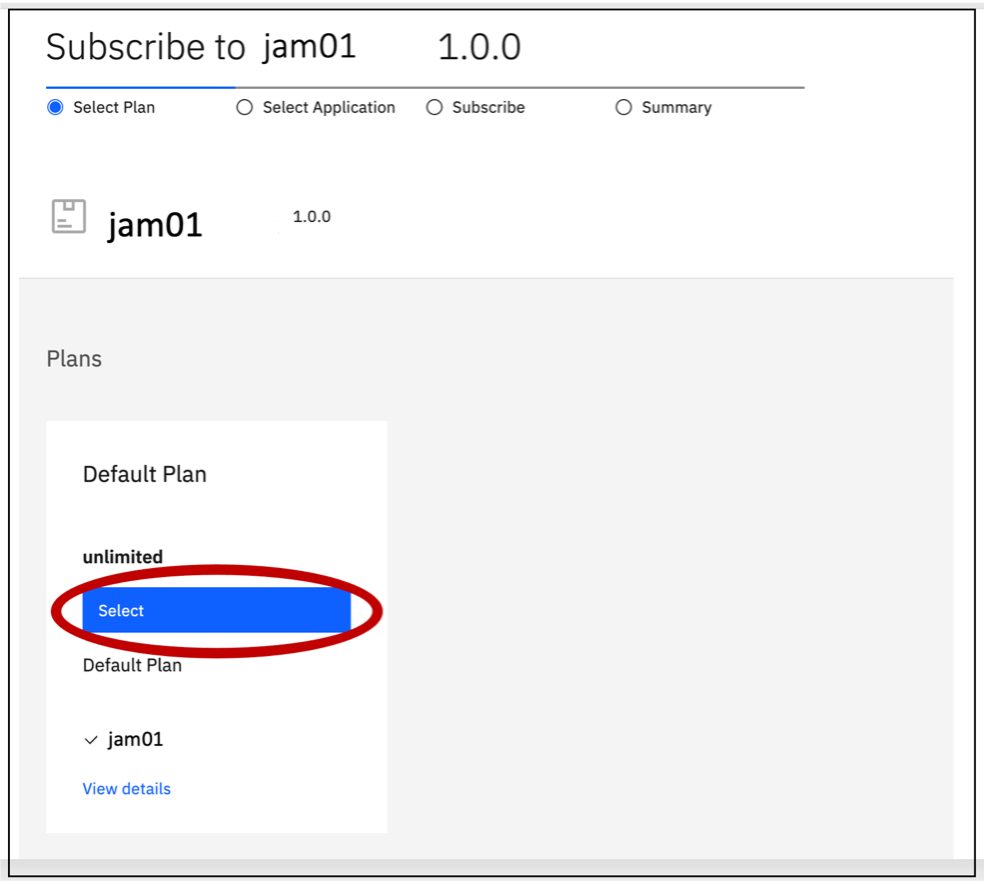 Subscribe to jam01 1.0.0
Select Plan Select Application Subscribe Summary
jam01 1.0.0
Plans
Default Plan
unlimited
Select
Default Plan
jam01
View details